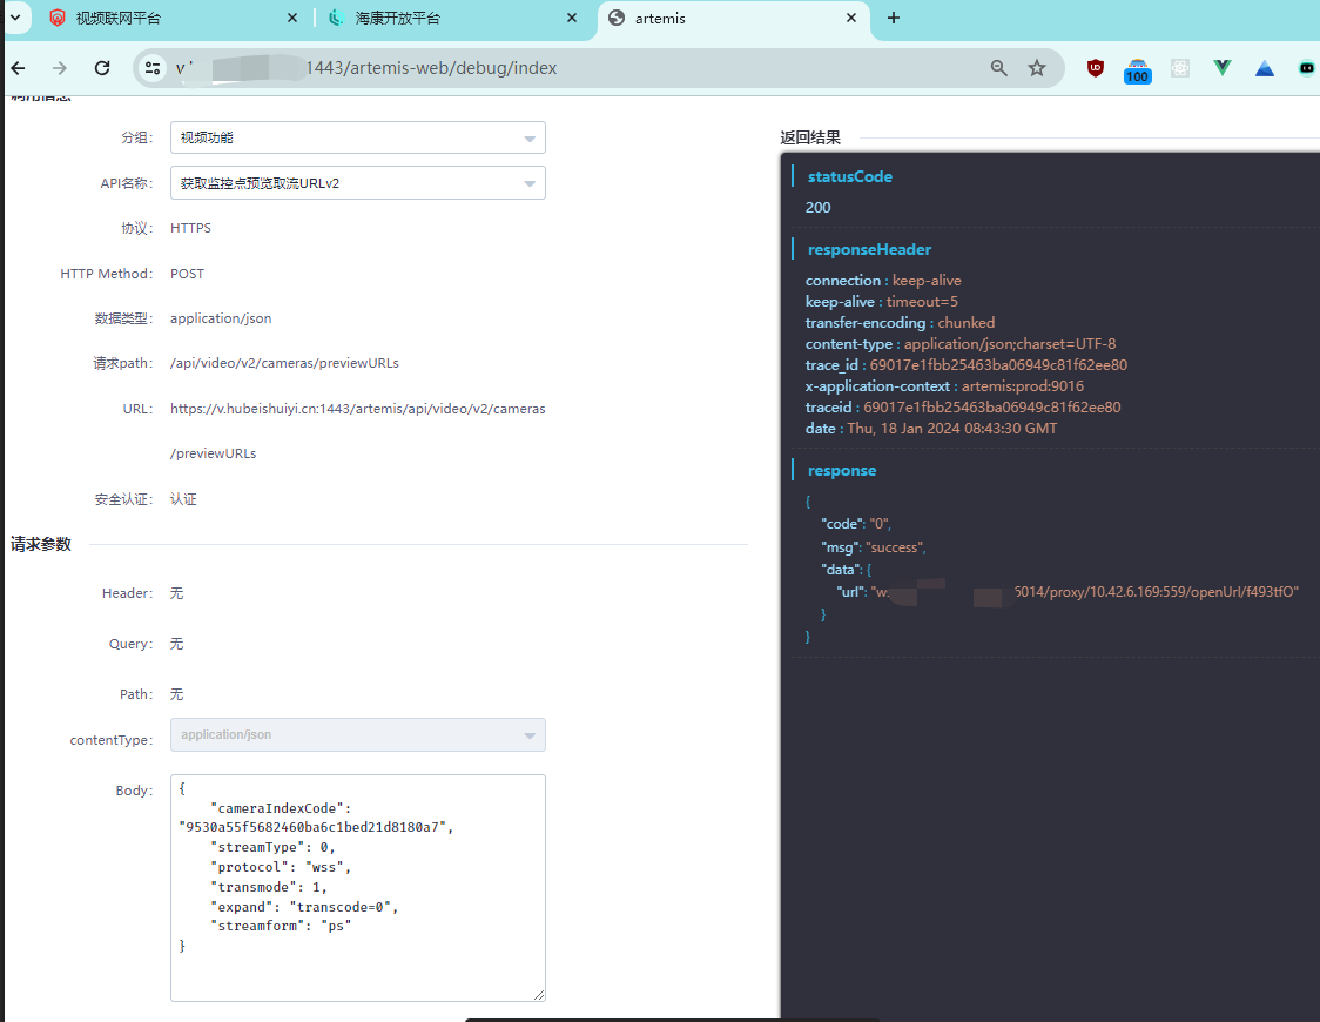 视频联网平台
海康开放平台
artemis
1443/artemis-web/debug/index
100
调用信息
分组：
视频功能
API名称：
获取监控点预览取流URLv2
协议：
HTTPS
HTTP Method：
POST
数据类型：
application/json
请求path：
/api/video/v2/cameras/previewURLs
URL：
https://v.hubeishuiyi.cn:1443/artemis/api/video/v2/cameras
/previewURLs
安全认证：
认证
请求参数
Header：
无
Query：
无
Path：
无
contentType：
application/json
Body：
{
"cameraIndexCode":
"9530a55f5682460ba6c1bed21d8180a7",
"streamType": 0,
"protocol": "wss",
"transmode": 1,
"expand": "transcode=0",
"streamform": "ps"
}
返回结果
statusCode
200
responseHeader
connection : keep-alive
keep-alive : timeout=5
transfer-encoding : chunked
content-type : application/json;charset=UTF-8
trace_id : 69017e1fbb25463ba06949c81f62ee80
x-application-context : artemis:prod:9016
traceid : 69017e1fbb25463ba06949c81f62ee80
date : Thu, 18 Jan 2024 08:43:30 GMT
response
{
"code": "0",
"msg": "success",
"data": {
"url": "w: 6014/proxy/10.42.6.169:559/openUrl/f493tfO"
}
}